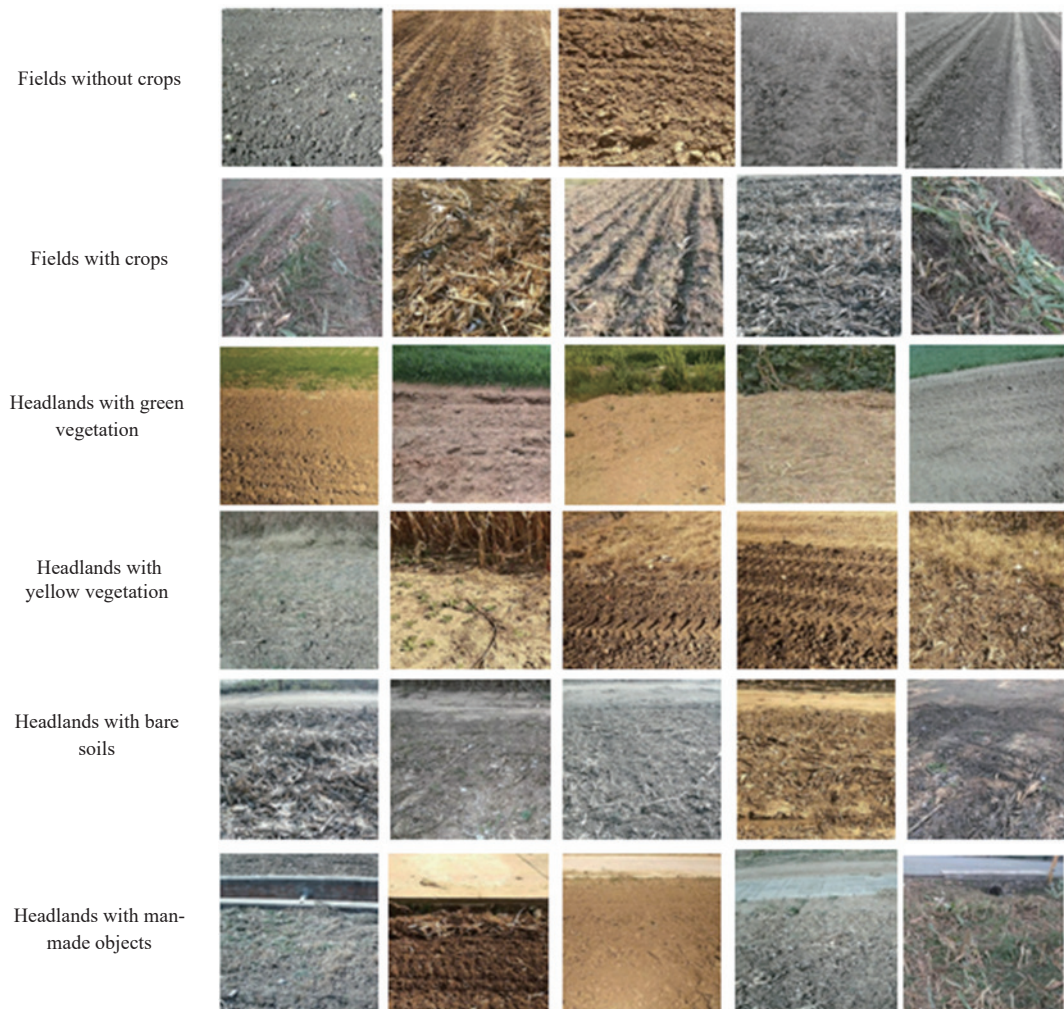 Fields without crops
Fields with crops
Headlands with green
vegetation
Headlands with
yellow vegetation
Headlands with bare
soils
Headlands with man-
made objects